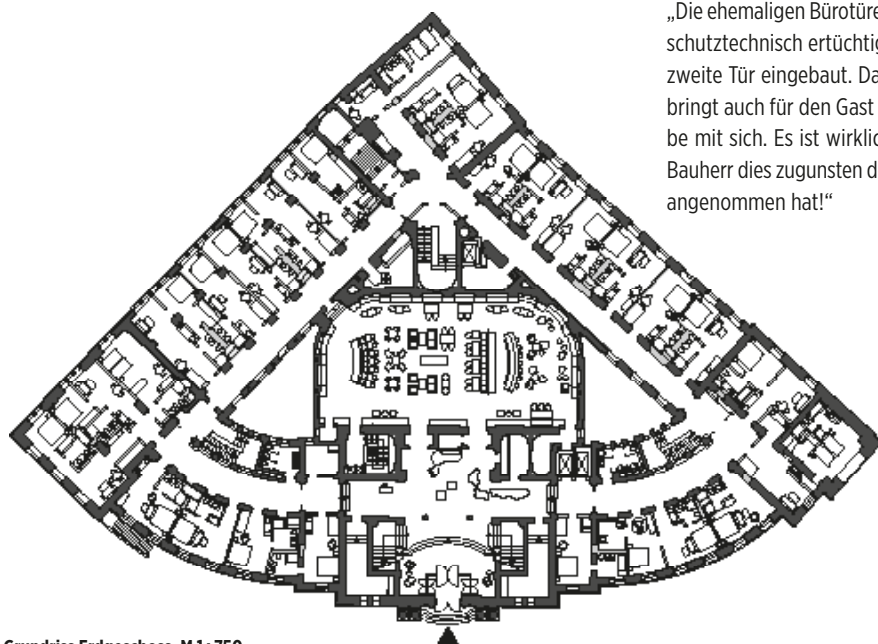 „Die ehemaligen Bürotüre
schutztechnisch ertüchtig
zweite Tür eingebaut. Da
bringt auch für den Gast
be mit sich. Es ist wirklic
Bauherr dies zugunsten d
angenommen hat!“
Grundriss Erdgeschoss, M 1 : 750